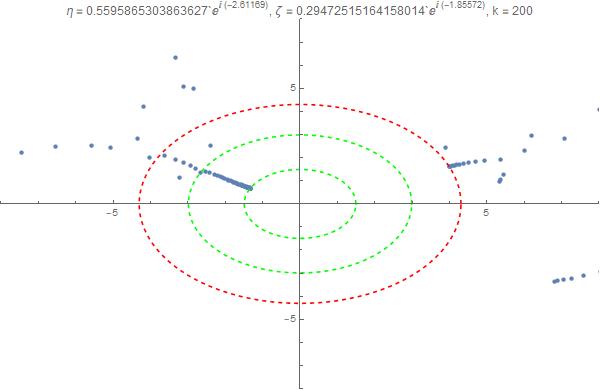 η = 0.5595865303863627`e^i (-2.61169), ζ = 0.29472515164158014`e^i (-1.85572), k = 200
5
-5 5
-5